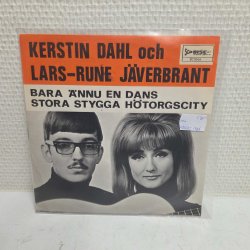 KERSTIN DAHL och
LARS-RUNE JÄVERBRANT
BARA ÄNNU EN DANS
STORA STYGGA HÖTORGSCITY